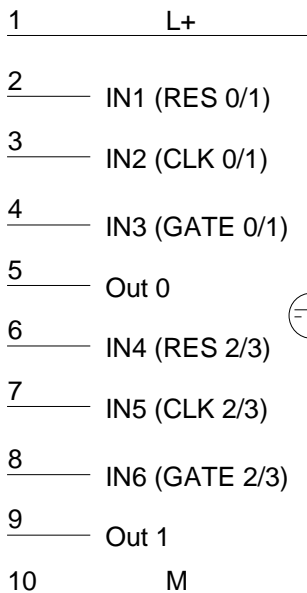 1 L+
2 IN1 (RES 0/1)
3 IN2 (CLK 0/1)
4 IN3 (GATE 0/1)
5 Out 0
6 IN4 (RES 2/3)
7 IN5 (CLK 2/3)
8 IN6 (GATE 2/3)
9 Out 1
10 M